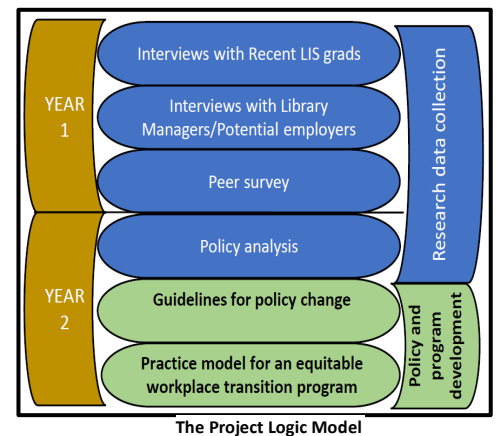 YEAR
1
Interviews with Recent LIS grads
Interviews with Library
Managers/Potential employers
Peer survey
Research data collection
YEAR
2
Policy analysis
Guidelines for policy change
Practice model for an equitable
workplace transition program
Policy and
program
development
The Project Logic Model